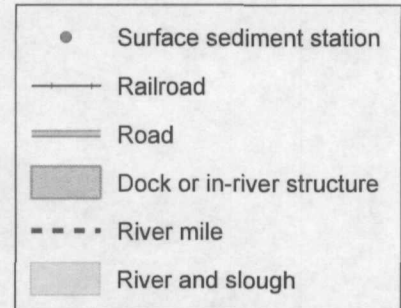 Surface sediment station
Railroad
Road
Dock or in-river structure
River mile
River and slough